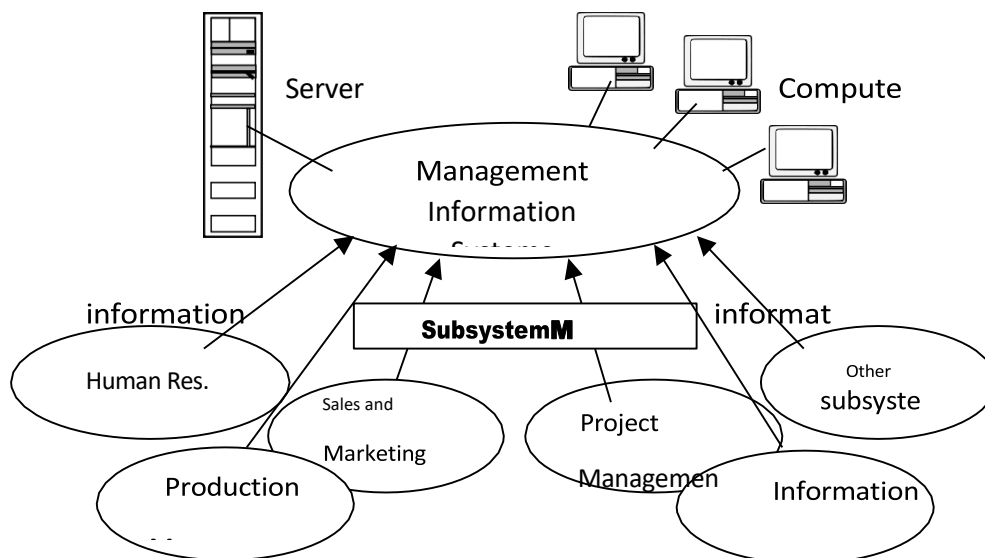 Server
Compute
Management
Information
information
informat
SubsystemM
Human Res.
Other
subsyste
Sales and
Marketing
Project
Managemen
Production
Information